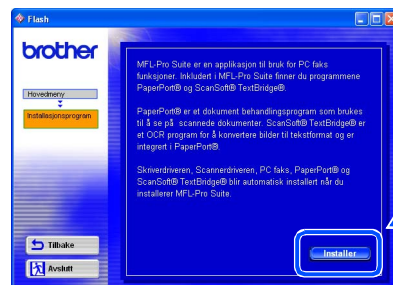 Flash
brother
Hovedmeny
Installasjonsprogram
MFL-Pro Suite er en applikasjon til bruk for PC faks
funksjoner. Inkludert i MFL-Pro Suite finner du programmene
PaperPort® og ScanSoft® TextBridge®.
PaperPort® er et dokument behandlingsprogram som brukes
til å se på scannede dokumenter. ScanSoft® TextBridge® er
et OCR program for å konvertere bilder til tekstformat og er
integrert i PaperPort®.
Skriverdriveren, Scannerdriveren, PC faks, PaperPort® og
ScanSoft® TextBridge® blir automatisk installert når du
installerer MFL-Pro Suite.
Tilbake
Avslutt
Installer